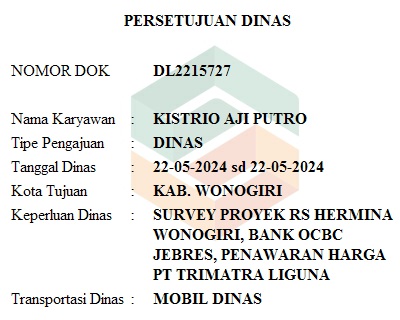 PERSETUJUAN DINAS
NOMOR DOK DL2215727
Nama Karyawan : KISTRIO AJI PUTRO
Tipe Pengajuan : DINAS
Tanggal Dinas : 22-05-2024 sd 22-05-2024
Kota Tujuan : KAB. WONOGIRI
Keperluan Dinas : SURVEY PROYEK RS HERMINA
WONOGIRI, BANK OCBC
JEBRES, PENAWARAN HARGA
PT TRIMATRA LIGUNA
Transportasi Dinas : MOBIL DINAS